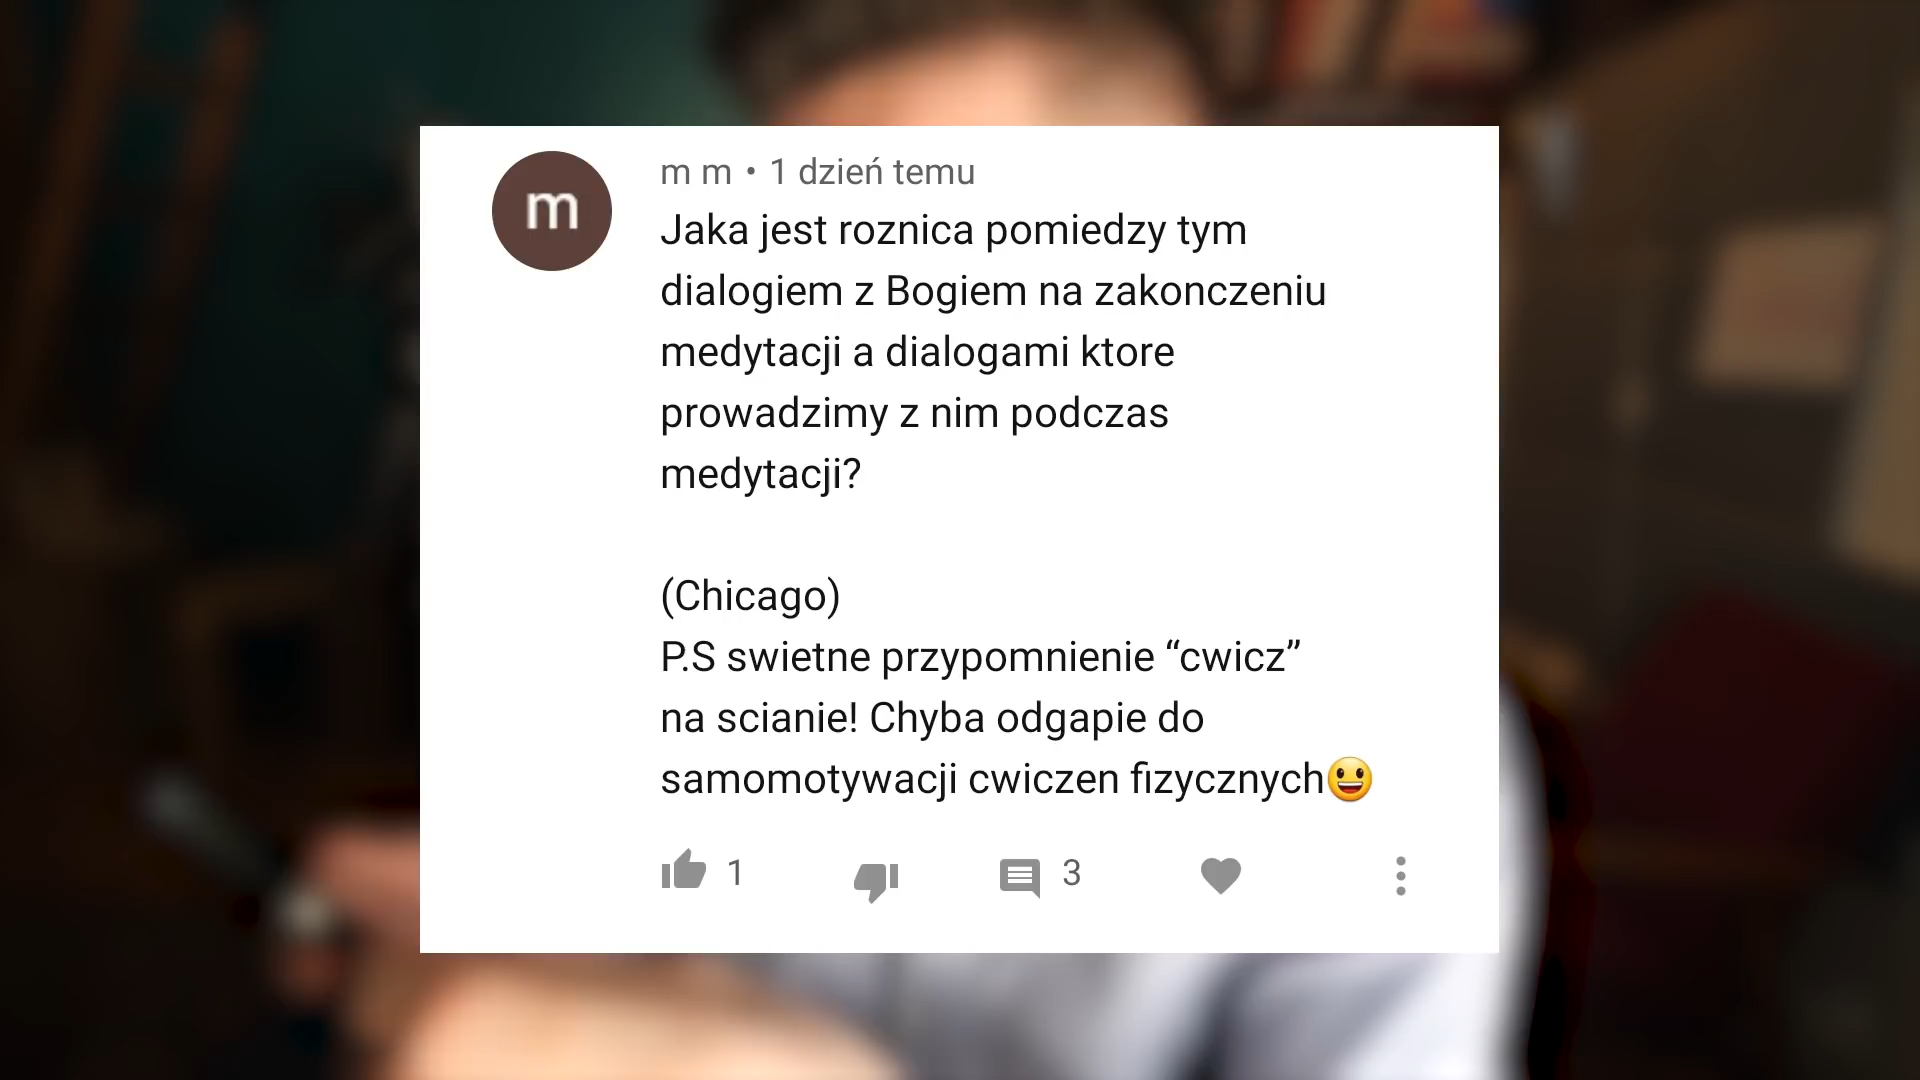 m
m m • 1 dzień temu
Jaka jest roznica pomiedzy tym
dialogiem z Bogiem na zakonczeniu
medytacji a dialogami ktore
prowadzimy z nim podczas
medytacji?
(Chicago)
P.S swietne przypomnienie “cwicz”
na scianie! Chyba odgapie do
samomotywacji cwiczen fizycznych😃
1
3